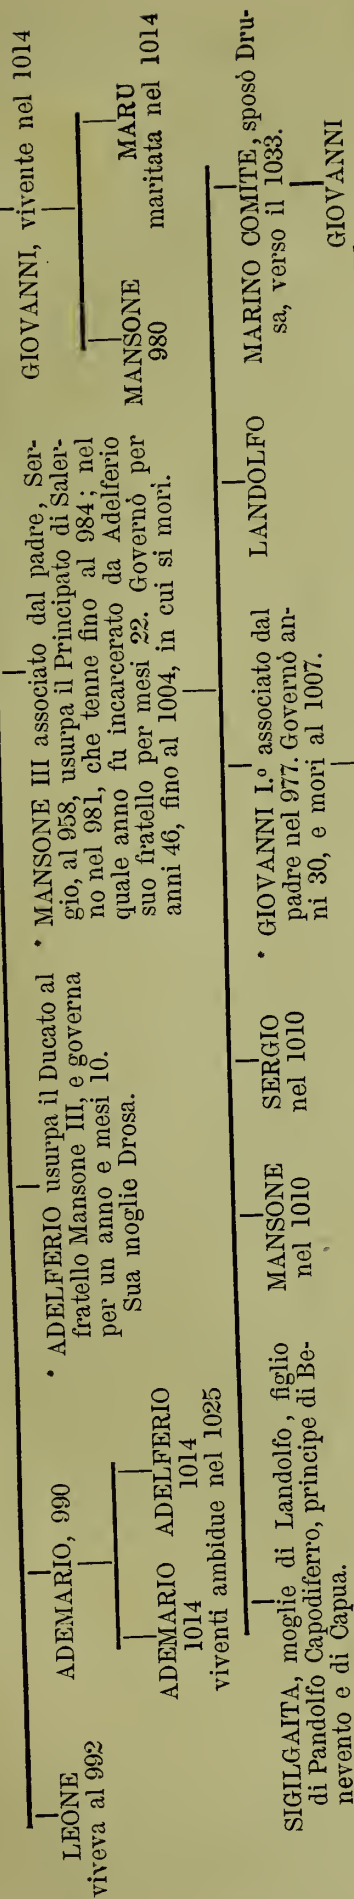 LEONE
viveva al 992
ADEMARIO, 990
• ADELFERIO usurpa il Ducato al
fratello Mansone III, e governa
per un anno e mesi 10.
Sua moglie Drosa.
• MANSONE III associato dal padre, Ser-
gio, al 958, usurpa il Principato di Saler-
no nel 981, che tenne fino al 984; nel
quale anno fu incarcerato da Adelferio
suo fratello per mesi 22. Governò per
anni 46, fino al 1004, in cui si morì.
GIOVANNI, vivente nel 1014
ADEMARIO
1014
ADELFERIO
1014
viventi ambidue nel 1025
MANSONE
980
MARU
maritata nel 1014
SIGILGAITA, moglie di Landolfo, figlio
di Pandolfo Capodiferro, principe di Be-
nevento e di Capua.
MANSONE
nel 1010
SERGIO
nel 1010
• GIOVANNI I.º associato dal
padre nel 977. Governò an-
ni 30, e morì al 1007.
LANDOLFO
MARINO COMITE, sposò Dru-
sa, verso il 1033.
GIOVANNI